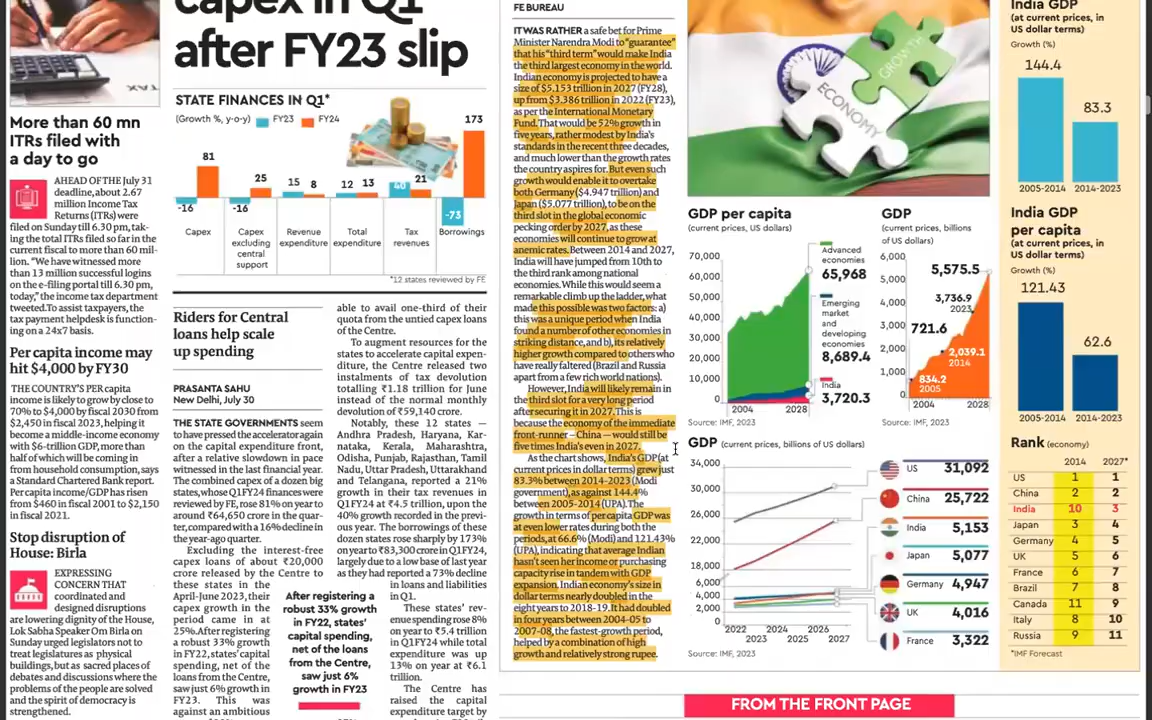 capex in Q1
after FY23 slip
More than 60 mn
ITRs filed with
a day to go
AHEAD OF THE July 31
deadline, about 2.67
million Income Tax
Returns (ITRs) were
filed on Sunday till 6.30 pm, tak-
ing the total ITRs filed so far in the
current fiscal to more than 60 mil-
lion. "We have witnessed more
than 13 million successful logins
on the e-filing portal till 6.30 pm,
today," the income tax department
tweeted. To assist taxpayers, the
tax payment helpdesk is function-
ing on a 24x7 basis.
Per capita income may
hit $4,000 by FY30
THE COUNTRY'S PER capita
income is likely to grow by close to
70% to $4,000 by fiscal 2030 from
$2,450 in fiscal 2023, helping it
become a middle-income economy
with $6-trillion GDP, more than
half of which will be coming in
from household consumption, says
a Standard Chartered Bank report.
Per capita income/GDP has risen
from $460 in fiscal 2001 to $2,150
in fiscal 2021.
Stop disruption of
House: Birla
EXPRESSING
CONCERN THAT
coordinated and
designed disruptions
are lowering dignity of the House,
Lok Sabha Speaker Om Birla on
Sunday urged legislators not to
treat legislatures as physical
buildings, but as sacred places of
debates and discussions where the
problems of the people are solved
and the spirit of democracy is
strengthened.
STATE FINANCES IN Q1*
(Growth %, y-o-y) FY23 FY24
-16 81
-16 25
15 8
12 13
40 21
-73 173
Capex
Capex
excluding
central
support
Revenue
expenditure
Total
expenditure
Tax
revenues
Borrowings
*12 states reviewed by FE
Riders for Central
loans help scale
up spending
PRASANTA SAHU
New Delhi, July 30
THE STATE GOVERNMENTS seem
to have pressed the accelerator again
on the capital expenditure front,
after a relative slowdown in pace
witnessed in the last financial year.
The combined capex of a dozen big
states, whose Q1FY24 finances were
reviewed by FE, rose 81% on year to
around ₹64,650 crore in the quar-
ter, compared with a 16% decline in
the year-ago quarter.
Excluding the interest-free
capex loans of about ₹20,000
crore released by the Centre to
these states in the
April-June 2023, their
capex growth in the
period came in at
25%. After registering
a robust 33% growth
in FY22, states' capital
spending, net of the
loans from the Centre,
saw just 6% growth in
FY23. This was
against an ambitious
After registering a
robust 33% growth
in FY22, states'
capital spending,
net of the loans
from the Centre,
saw just 6%
growth in FY23
able to avail one-third of their
quota from the untied capex loans
of the Centre.
To augment resources for the
states to accelerate capital expen-
diture, the Centre released two
instalments of tax devolution
totalling ₹1.18 trillion for June
instead of the normal monthly
devolution of ₹59,140 crore.
Notably, these 12 states —
Andhra Pradesh, Haryana, Kar-
nataka, Kerala, Maharashtra,
Odisha, Punjab, Rajasthan, Tamil
Nadu, Uttar Pradesh, Uttarakhand
and Telangana, reported a 21%
growth in their tax revenues in
Q1FY24 at ₹4.5 trillion, upon the
40% growth recorded in the previ-
ous year. The borrowings of these
dozen states rose sharply by 173%
on year to ₹83,300 crore in Q1FY24,
largely due to a low base of last year
as they had reported a 73% decline
in loans and liabilities
in Q1.
These states' rev-
enue spending rose 8%
on year to ₹5.4 trillion
in Q1FY24 while total
expenditure was up
13% on year at ₹6.1
trillion.
The Centre has
raised the capital
expenditure target by
FE BUREAU
IT WAS RATHER a safe bet for Prime
Minister Narendra Modi to "guarantee"
that his "third term" would make India
the third largest economy in the world.
Indian economy is projected to have a
size of $5.153 trillion in 2027 (FY28),
up from $3.386 trillion in 2022 (FY23),
as per the International Monetary
Fund. That would be 52% growth in
five years, rather modest by India's
standards in the recent three decades,
and much lower than the growth rates
the country aspires for. But even such
growth would enable it to overtake
both Germany ($4.947 trillion) and
Japan ($5.077 trillion), to be on the
third slot in the global economic
pecking order by 2027, as these
economies will continue to grow at
anemic rates. Between 2014 and 2027,
India will have jumped from 10th to
the third rank among national
economies. While this would seem a
remarkable climb up the ladder, what
made this possible was two factors: a)
this was a unique period when India
found a number of other economies in
striking distance, and b), its relatively
higher growth compared to others who
have really faltered (Brazil and Russia
apart from a few rich world nations).
However, India will likely remain in
the third slot for a very long period
after securing it in 2027. This is
because the economy of the immediate
front-runner – China — would still be
five times India's even in 2027.
As the chart shows, India's GDP (at
current prices in dollar terms) grew just
83.3% between 2014-2023 (Modi
government), as against 144.4%
between 2005-2014 (UPA). The
growth in terms of per capita GDP was
at even lower rates during both the
periods, at 66.6% (Modi) and 121.43%
(UPA), indicating that average Indian
hasn't seen her income or purchasing
capacity rise in tandem with GDP
expansion. Indian economy's size in
dollar terms nearly doubled in the
eight years to 2018-19. It had doubled
in four years between 2004-05 to
2007-08, the fastest-growth period,
helped by a combination of high
growth and relatively strong rupee.
GROWTH
ECONOMY
GDP per capita
(current prices, US dollar)
70,000
60,000
50,000
40,000
30,000
20,000
10,000
0
2004 2028
Advanced
economies
65,968
Emerging
market
and
developing
economies
8,689.4
India
3,720.3
Source: IMF, 2023
GDP
(current prices, billions
of US dollar)
6,000
5,000
4,000
3,000
2,000
1,000
0
5,575.5
3,736.9
2023
721.6
2,039.1
2014
834.2
2005
2004 2028
Source: IMF, 2023
GDP (current prices, billions of US dollar)
34,000
30,000
26,000
22,000
18,000
6,000
4,000
2,000
0
2022 2023 2024 2025 2026 2027
US 31,092
China 25,722
India 5,153
Japan 5,077
Germany 4,947
UK 4,016
France 3,322
Source: IMF, 2023
India GDP
(at current prices, in
US dollar terms)
Growth (%)
144.4
83.3
2005-2014 2014-2023
India GDP
per capita
(at current prices, in
US dollar terms)
Growth (%)
121.43
62.6
2005-2014 2014-2023
Rank (economy)
2014 2027*
US 1 1
China 2 2
India 10 3
Japan 3 4
Germany 4 5
UK 5 6
France 6 7
Brazil 7 8
Canada 11 9
Italy 8 10
Russia 9 11
*IMF Forecast
FROM THE FRONT PAGE